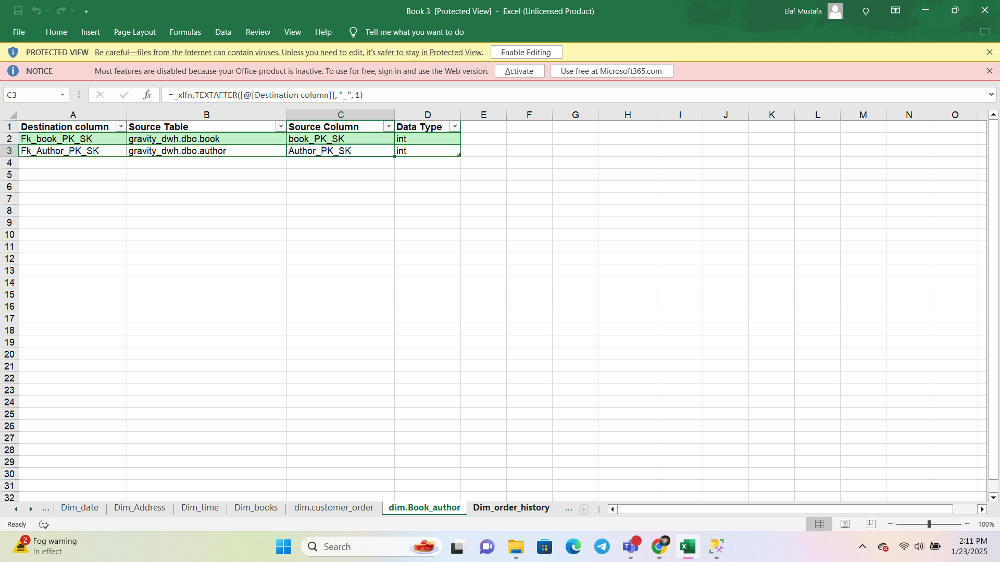 Book 3 [Protected View] - Excel (Unlicensed Product)
Elaf Mustafa
File Home Insert Page Layout Formulas Data Review View Help Tell me what you want to do
PROTECTED VIEW Be careful—files from the Internet can contain viruses. Unless you need to edit, it's safer to stay in Protected View. Enable Editing
NOTICE Most features are disabled because your Office product is inactive. To use for free, sign in and use the Web version. Activate Use free at Microsoft365.com
C3 fx =_xlfn.TEXTAFTER([@[Destination column]], "_", 1)
A B C D E F G H I J K L M N O
1 Destination column Source Table Source Column Data Type
2 Fk_book_PK_SK gravity_dwh.dbo.book book_PK_SK int
3 Fk_Author_PK_SK gravity_dwh.dbo.author Author_PK_SK int
4
5
6
7
8
9
10
11
12
13
14
15
16
17
18
19
20
21
22
23
24
25
26
27
28
29
30
31
32
... Dim_date Dim_Address Dim_time Dim_books dim.customer_order dim.Book_author Dim_order_history ...
Ready 100%
2 Fog warning
In effect
Search
2:11 PM
1/23/2025